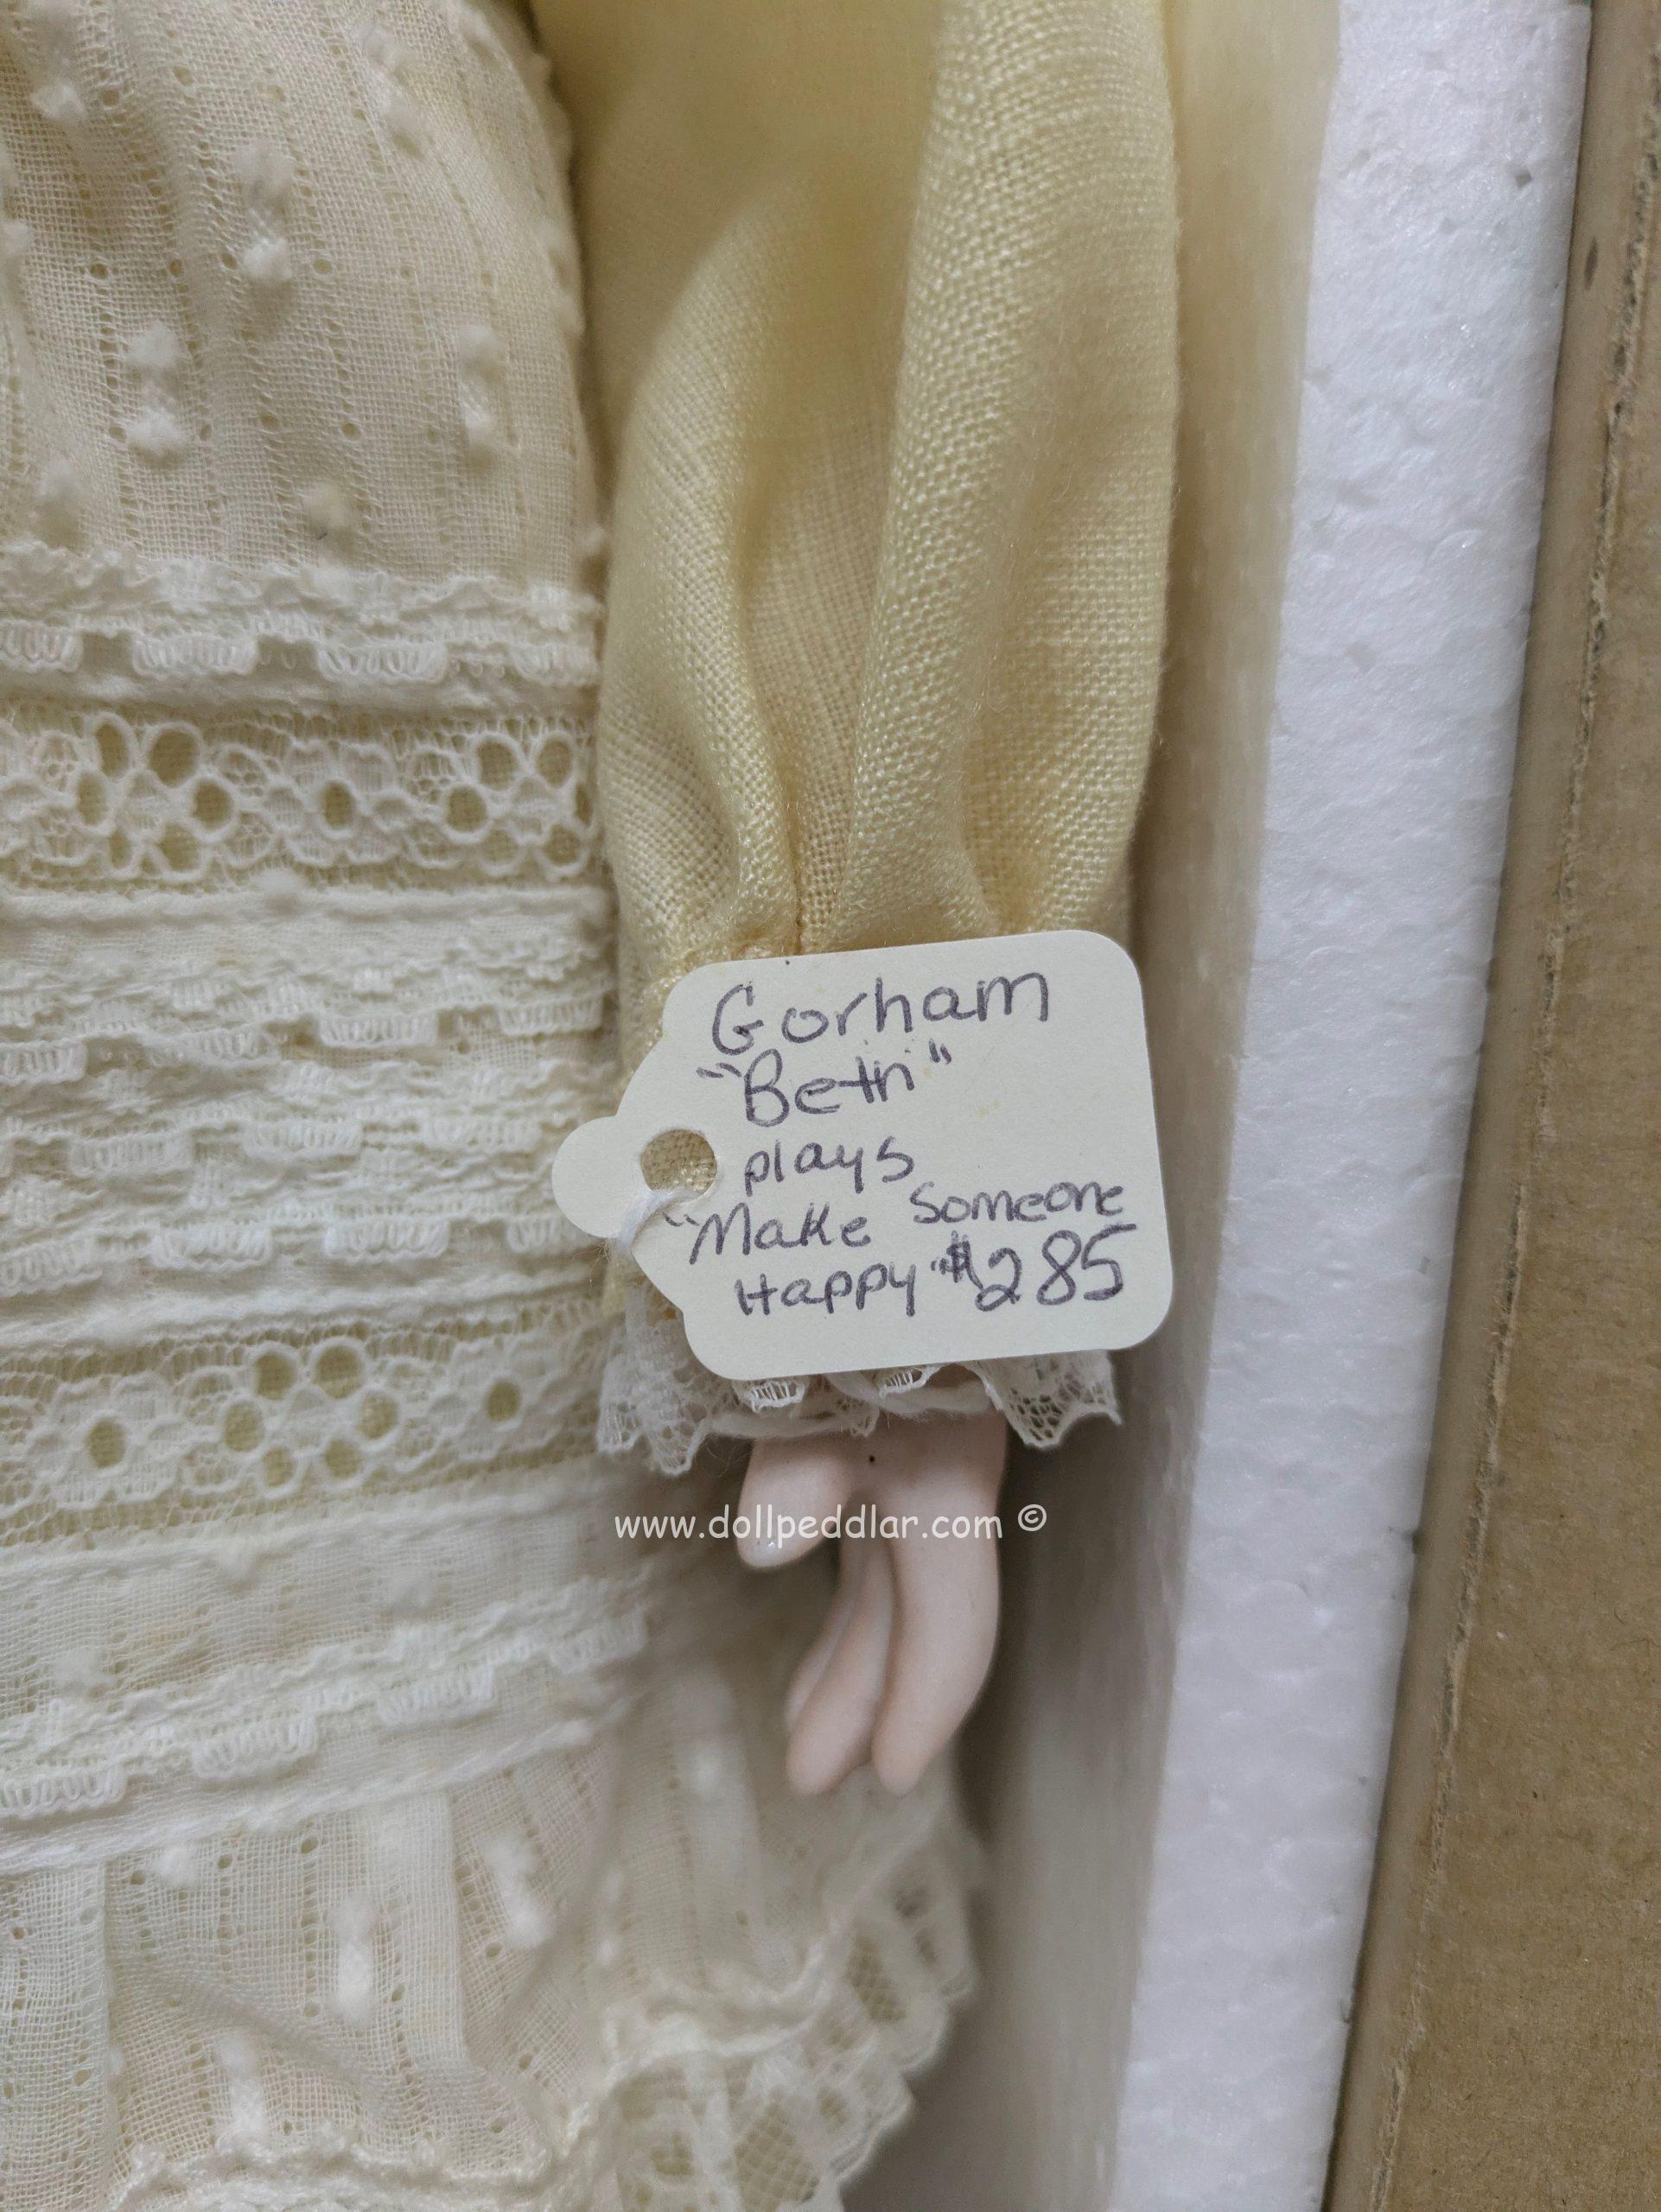 Gorham
"Beth"
plays
"Make Someone
Happy" $285
www.dollpeddlar.com ©